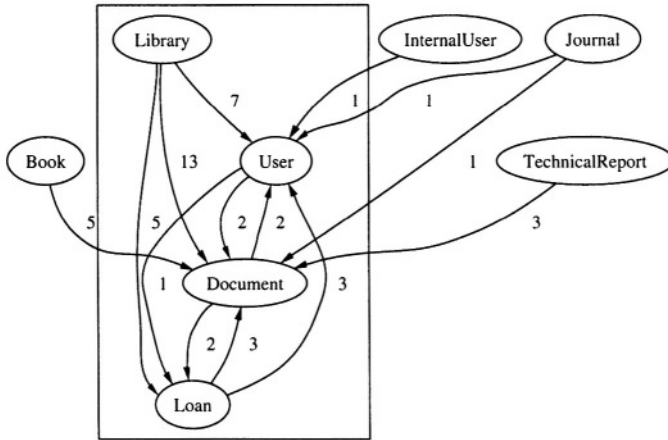 Library
InternalUser
Journal
7
1
1
Book
13
User
1
TechnicalReport
5
5
2
2
3
Document
1
3
2
3
Loan